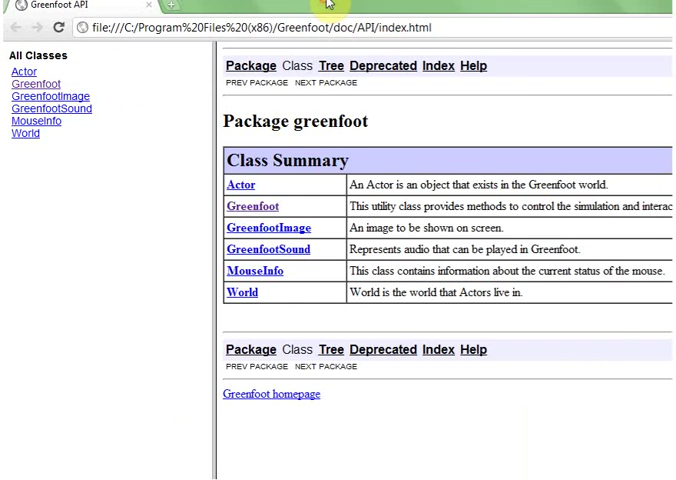 Greenfoot API
file:///C:/Program%20Files%20(x86)/Greenfoot/doc/API/index.html
All Classes
Actor
Greenfoot
GreenfootImage
GreenfootSound
MouseInfo
World
Package Class Tree Deprecated Index Help
PREV PACKAGE NEXT PACKAGE
Package greenfoot
Class Summary
Actor An Actor is an object that exists in the Greenfoot world.
Greenfoot This utility class provides methods to control the simulation and interac
GreenfootImage An image to be shown on screen.
GreenfootSound Represents audio that can be played in Greenfoot.
MouseInfo This class contains information about the current status of the mouse.
World World is the world that Actors live in.
Package Class Tree Deprecated Index Help
PREV PACKAGE NEXT PACKAGE
Greenfoot homepage